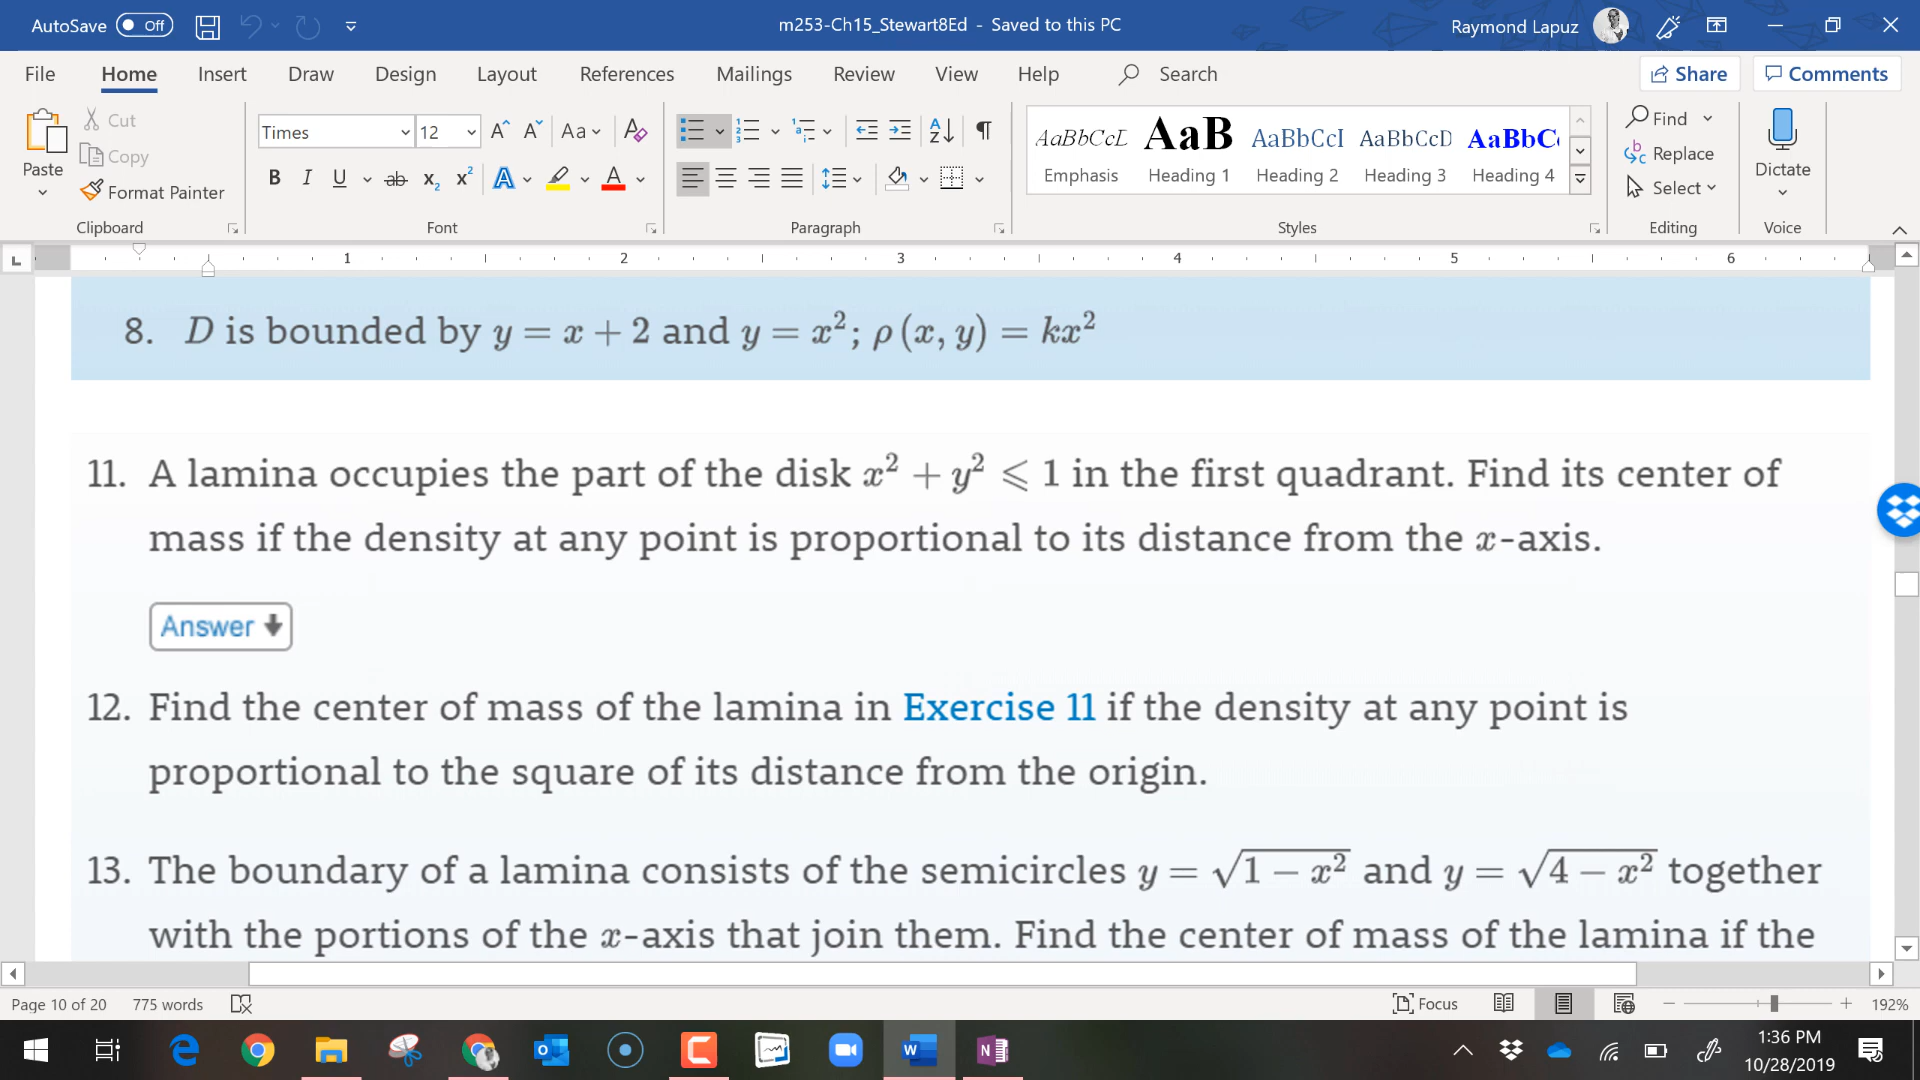 AutoSave Off m253-Ch15_Stewart8Ed - Saved to this PC Raymond Lapuz
File Home Insert Draw Design Layout References Mailings Review View Help Search Share Comments
Paste
Cut
Copy
Format Painter
Clipboard
Times 12
Font
Paragraph
AaBbCcI AaB AaBbCcI AaBbCcD AaBbC
Emphasis Heading 1 Heading 2 Heading 3 Heading 4
Styles
Find
Replace
Select
Editing
Dictate
Voice
1 2 3 4 5 6
8. D is bounded by y = x + 2 and y = x²; ρ(x, y) = kx²
11. A lamina occupies the part of the disk x² + y² ⩽ 1 in the first quadrant. Find its center of
mass if the density at any point is proportional to its distance from the x-axis.
Answer
12. Find the center of mass of the lamina in Exercise 11 if the density at any point is
proportional to the square of its distance from the origin.
13. The boundary of a lamina consists of the semicircles y = √(1 − x²) and y = √(4 − x²) together
with the portions of the x-axis that join them. Find the center of mass of the lamina if the
Page 10 of 20 775 words Focus 192%
1:36 PM
10/28/2019